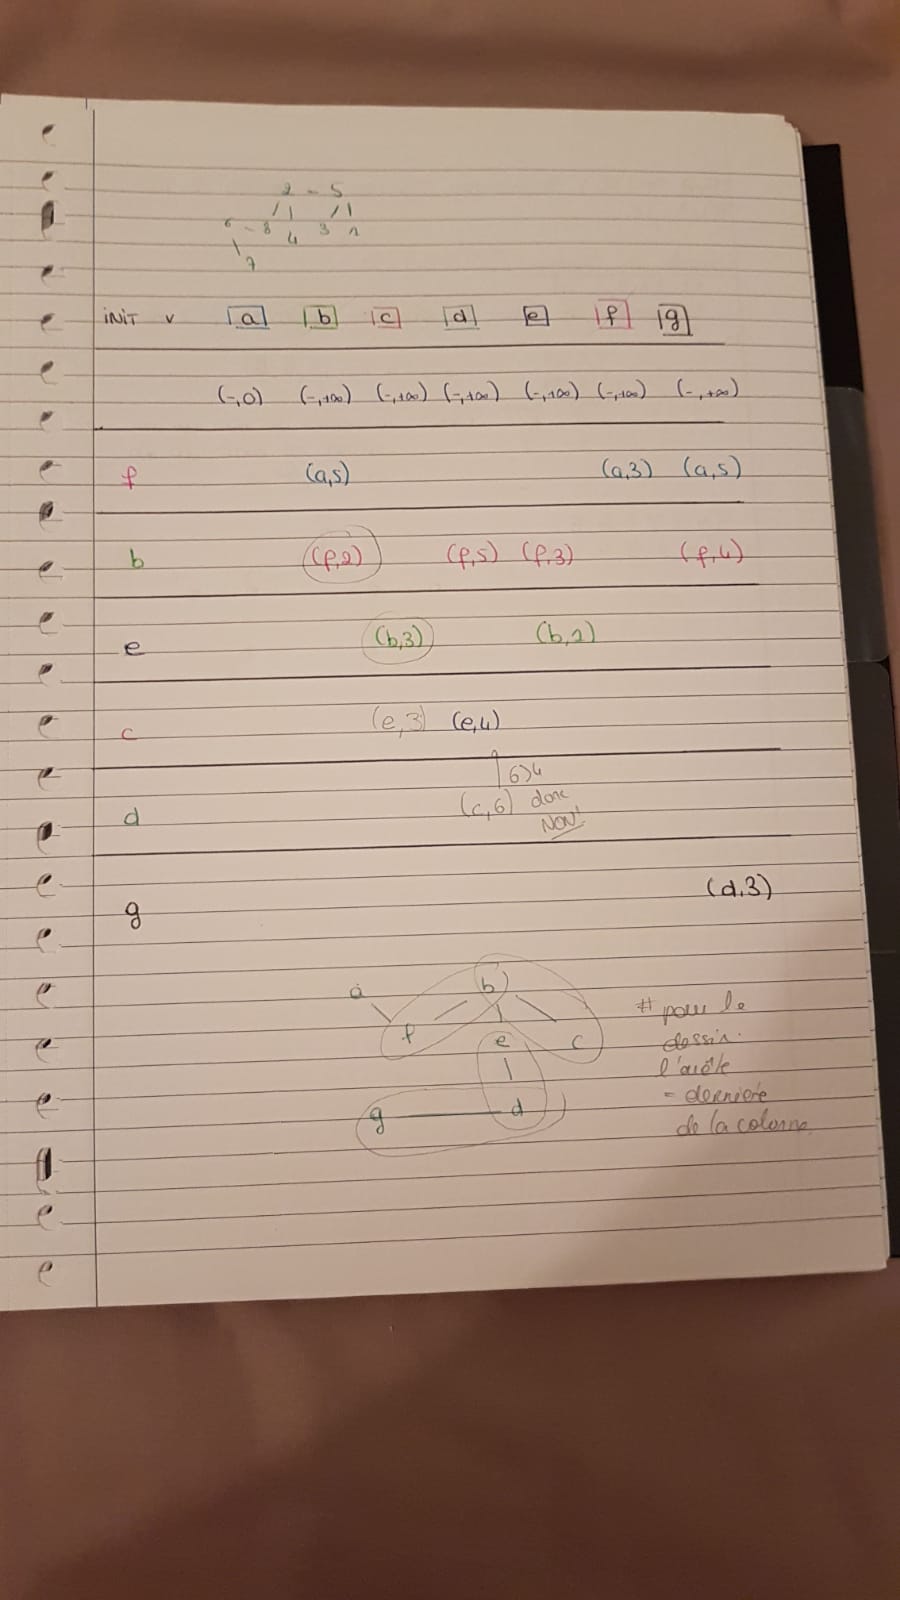 2 - 5
6 - 8 4 3 1
7
INIT v a b c d e f g
(-,0) (-,+∞) (-,+∞) (-,+∞) (-,+∞) (-,+∞) (-,+∞)
f (a,5) (a,3) (a,5)
b (f,2) (f,5) (f,3) (f,4)
e (b,3) (b,2)
c (e,3) (e,4)
6>4
d (c,6) donc
NON!
g (d,3)
a b
f e c
g d
# pour le
dessin.
l'arête
= dernière
de la colonne